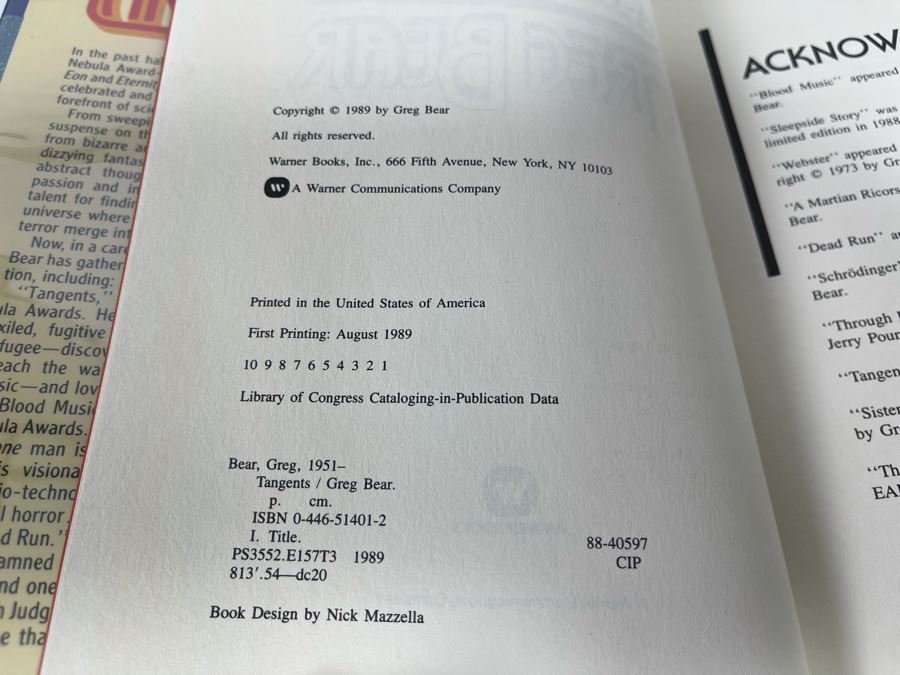 In the past ha
Nebula Award-
Eon and Eternit
celebrated and
forefront of sci
From sweepi
suspense on th
from bizarre a
dizzying fantas
abstract thoug
passion and in
talent for findin
universe where
terror merge int
Now, in a care
Bear has gather
tion, including:
"Tangents,"
ula Awards. He
xiled, fugitive
fugee—discov
each the wa
sic—and lov
Blood Musi
ula Awards.
one man is
s visiona
io-techno
l horror
d Run."
amned
nd one
n Judg
e tha
Copyright © 1989 by Greg Bear
All rights reserved.
Warner Books, Inc., 666 Fifth Avenue, New York, NY 10103
A Warner Communications Company
Printed in the United States of America
First Printing: August 1989
10 9 8 7 6 5 4 3 2 1
Library of Congress Cataloging-in-Publication Data
Bear, Greg, 1951–
Tangents / Greg Bear.
p. cm.
ISBN 0-446-51401-2
I. Title.
PS3552.E157T3 1989
813'.54—dc20
88-40597
CIP
Book Design by Nick Mazzella
ACKNOW
"Blood Music" appeared
Bear.
"Sleepside Story" was
limited edition in 1988
"Webster" appeared
right © 1973 by Gr
"A Martian Ricors
Bear.
"Dead Run" a
"Schrödinger'
Bear.
"Through
Jerry Pour
"Tangen
"Sister
by Gr
"Th
EA